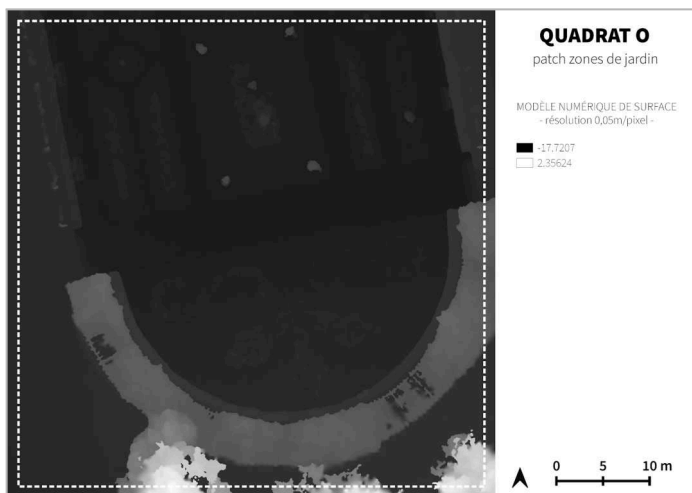 QUADRAT O
patch zones de jardin
MODÈLE NUMÉRIQUE DE SURFACE
- résolution 0,05m/pixel -
-17.7207
2.35624
0 5 10 m